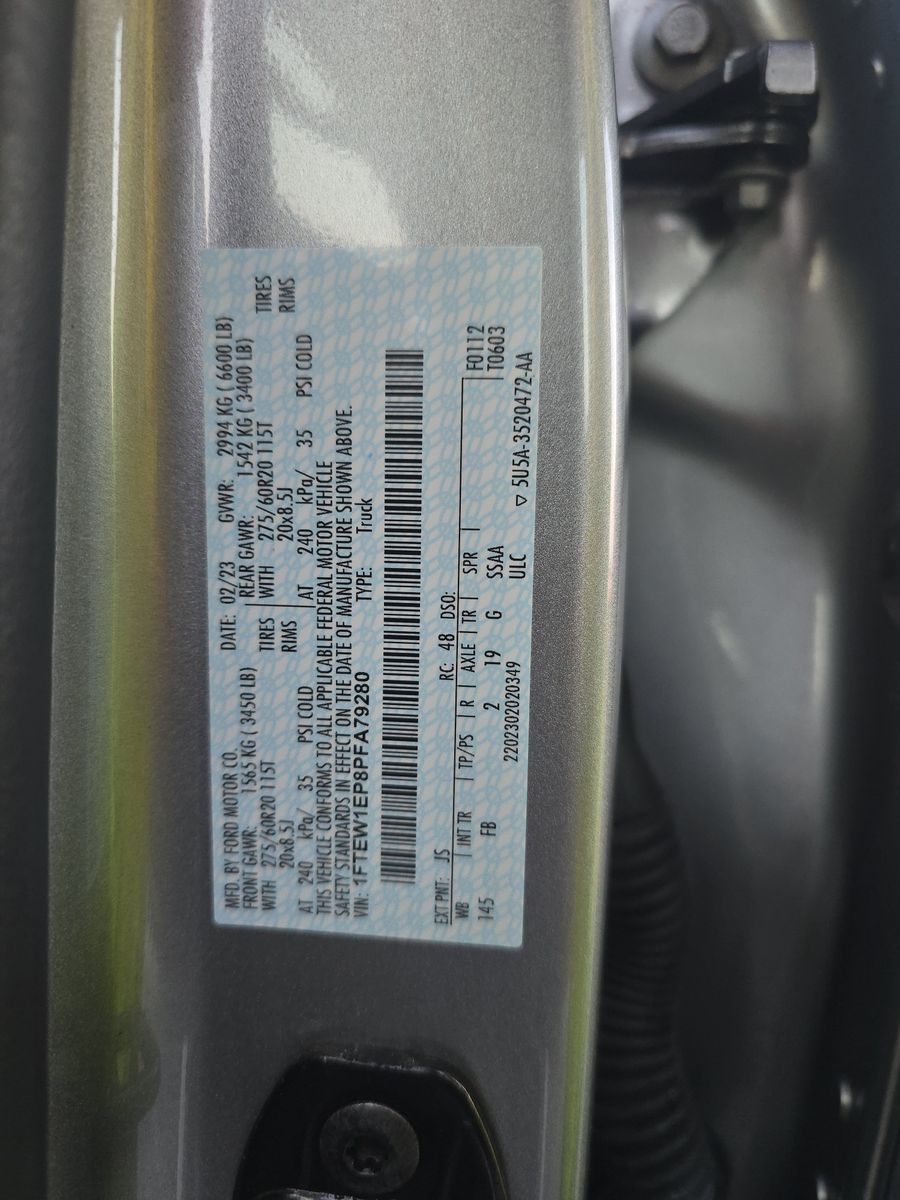 MFD. BY FORD MOTOR CO.
DATE: 02/23 GVWR: 2994 KG ( 6600 LB)
FRONT GAWR: 1565 KG ( 3450 LB)
REAR GAWR: 1542 KG ( 3400 LB)
WITH 275/60R20 115T TIRES
WITH 275/60R20 115T TIRES
20x8.5J RIMS
20x8.5J RIMS
AT 240 kPa/ 35 PSI COLD
AT 240 kPa/ 35 PSI COLD
THIS VEHICLE CONFORMS TO ALL APPLICABLE FEDERAL MOTOR VEHICLE
SAFETY STANDARDS IN EFFECT ON THE DATE OF MANUFACTURE SHOWN ABOVE.
VIN: 1FTEW1EP8PFA79280 TYPE: Truck
EXT PNT: JS RC: 48 DSO:
WB INT TR TP/PS R AXLE TR SPR F0112
145 FB 2 19 G SSAA T0603
2202302020349 ULC ▽ 5U5A-3520472-AA